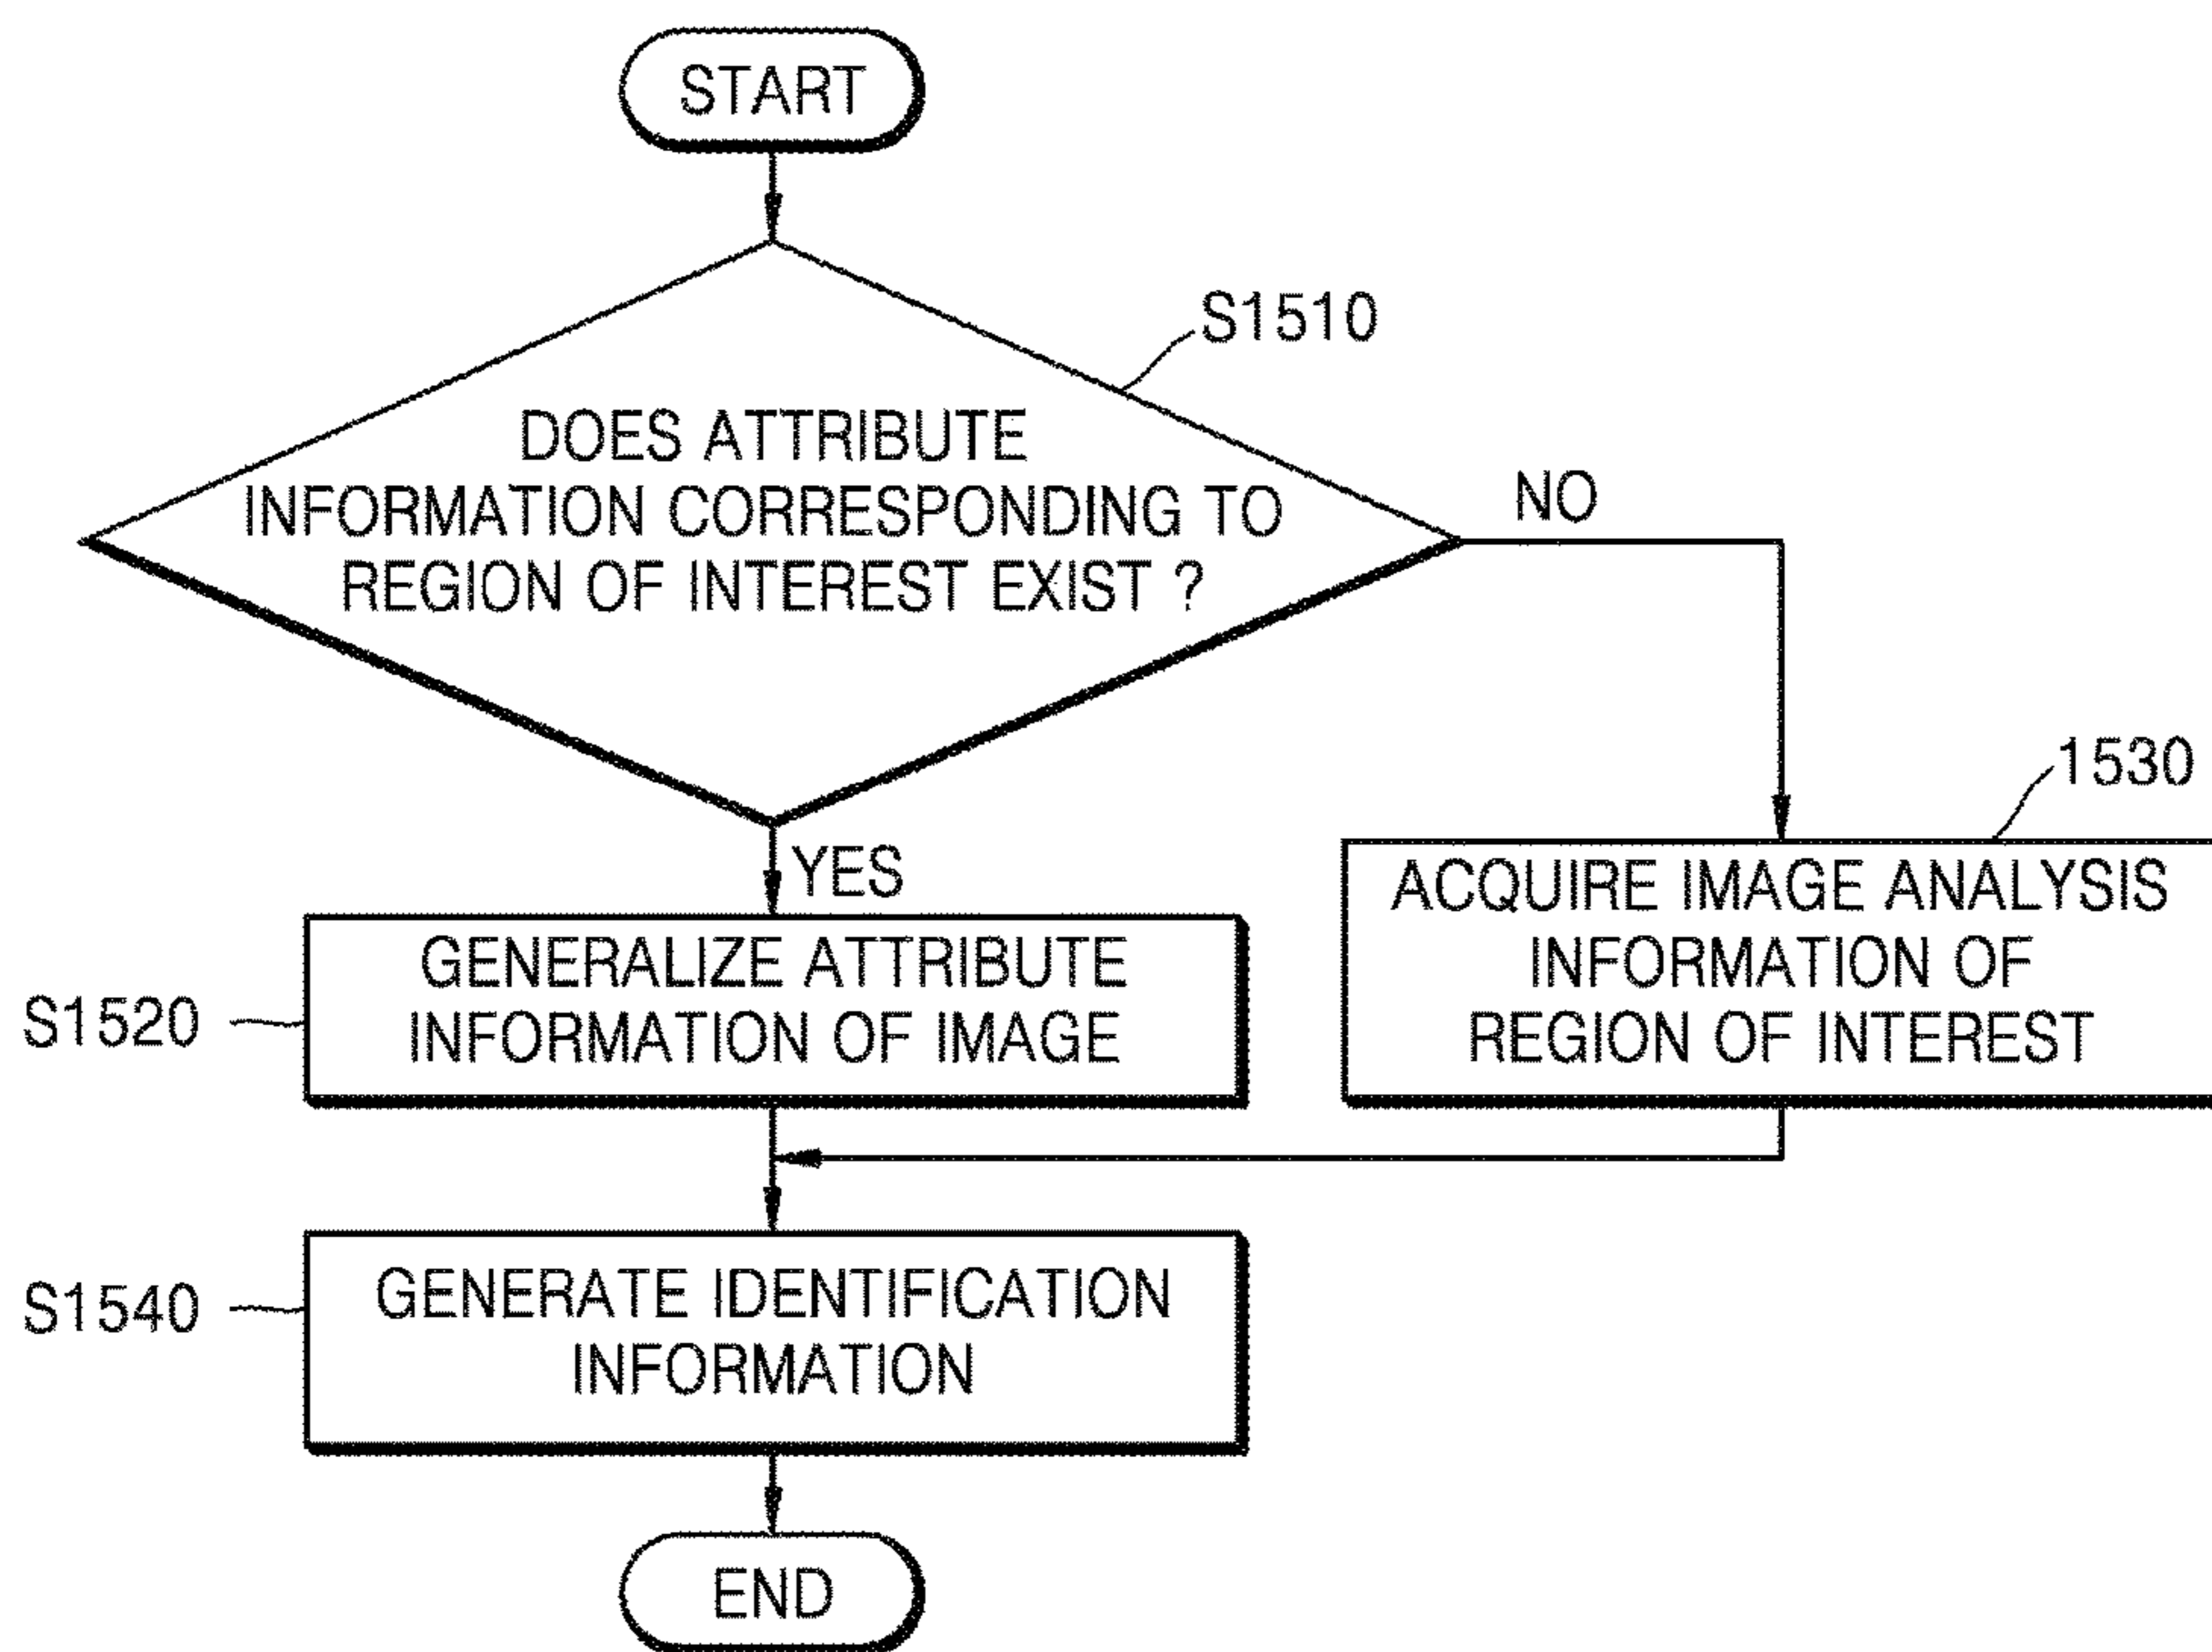 START
S1510
DOES ATTRIBUTE
INFORMATION CORRESPONDING TO
REGION OF INTEREST EXIST ?
NO
YES
1530
ACQUIRE IMAGE ANALYSIS
INFORMATION OF
REGION OF INTEREST
S1520
GENERALIZE ATTRIBUTE
INFORMATION OF IMAGE
S1540
GENERATE IDENTIFICATION
INFORMATION
END